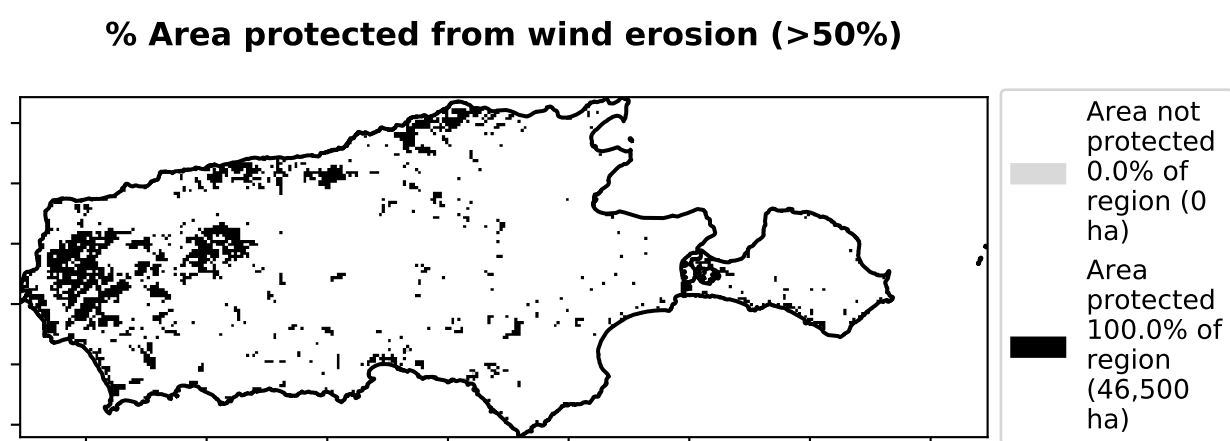 % Area protected from wind erosion (>50%)
Area not
protected
0.0% of
region (0
ha)
Area
protected
100.0% of
region
(46,500
ha)